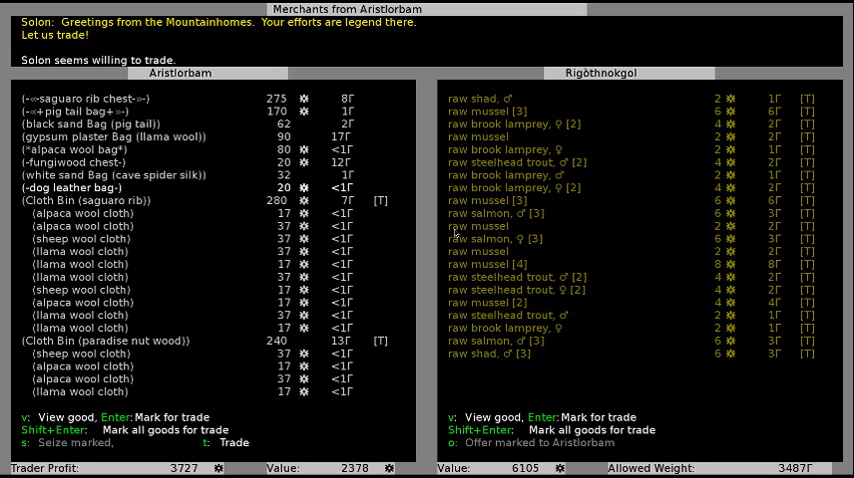 Merchants from Aristlorbam
Solon:  Greetings from the Mountainhomes.  Your efforts are legend there.
Let us trade!
Solon seems willing to trade.
Aristlorbam
(-«-saguaro rib chest-»-) 275 ☼ 8Γ
(-«+pig tail bag+»-) 170 ☼ 1Γ
(black sand Bag (pig tail)) 62 2Γ
(gypsum plaster Bag (llama wool)) 90 17Γ
(*alpaca wool bag*) 80 ☼ <1Γ
(-fungiwood chest-) 20 ☼ 12Γ
(white sand Bag (cave spider silk)) 32 1Γ
(-dog leather bag-) 20 ☼ <1Γ
(Cloth Bin (saguaro rib)) 280 7Γ [T]
(alpaca wool cloth) 17 ☼ <1Γ
(alpaca wool cloth) 37 ☼ <1Γ
(sheep wool cloth) 37 ☼ <1Γ
(llama wool cloth) 37 ☼ <1Γ
(llama wool cloth) 17 ☼ <1Γ
(llama wool cloth) 37 ☼ <1Γ
(sheep wool cloth) 17 ☼ <1Γ
(alpaca wool cloth) 17 ☼ <1Γ
(llama wool cloth) 37 ☼ <1Γ
(llama wool cloth) 17 ☼ <1Γ
(Cloth Bin (paradise nut wood)) 240 13Γ [T]
(sheep wool cloth) 37 ☼ <1Γ
(alpaca wool cloth) 17 ☼ <1Γ
(alpaca wool cloth) 37 ☼ <1Γ
(llama wool cloth) 17 ☼ <1Γ
v:  View good, Enter: Mark for trade
Shift+Enter:  Mark all goods for trade
s:  Seize marked, t:  Trade
Trader Profit: 3727 ☼ Value: 2378 ☼
Rigòthnokgol
raw shad, ♂ 2 ☼ 1Γ [T]
raw mussel [3] 6 ☼ 6Γ [T]
raw brook lamprey, ♀ [2] 4 ☼ 2Γ [T]
raw mussel 2 ☼ 2Γ [T]
raw brook lamprey, ♀ 2 ☼ 1Γ [T]
raw steelhead trout, ♂ [2] 4 ☼ 2Γ [T]
raw brook lamprey, ♂ 2 ☼ 1Γ [T]
raw brook lamprey, ♀ [2] 4 ☼ 2Γ [T]
raw mussel [3] 6 ☼ 6Γ [T]
raw salmon, ♂ [3] 6 ☼ 3Γ [T]
raw mussel 2 ☼ 2Γ [T]
raw salmon, ♀ [3] 6 ☼ 3Γ [T]
raw mussel 2 ☼ 2Γ [T]
raw mussel [4] 8 ☼ 8Γ [T]
raw steelhead trout, ♂ [2] 4 ☼ 2Γ [T]
raw steelhead trout, ♀ [2] 4 ☼ 2Γ [T]
raw mussel [2] 4 ☼ 4Γ [T]
raw steelhead trout, ♂ 2 ☼ 1Γ [T]
raw brook lamprey, ♀ 2 ☼ 1Γ [T]
raw salmon, ♂ [3] 6 ☼ 3Γ [T]
raw shad, ♂ [3] 6 ☼ 3Γ [T]
v:  View good, Enter: Mark for trade
Shift+Enter:  Mark all goods for trade
o:  Offer marked to Aristlorbam
Value: 6105 ☼ Allowed Weight: 3487Γ